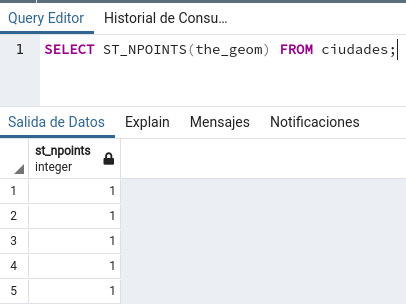 Query Editor Historial de Consu...
1 SELECT ST_NPOINTS(the_geom) FROM ciudades;
Salida de Datos Explain Mensajes Notificaciones
st_npoints
integer
1 1
2 1
3 1
4 1
5 1